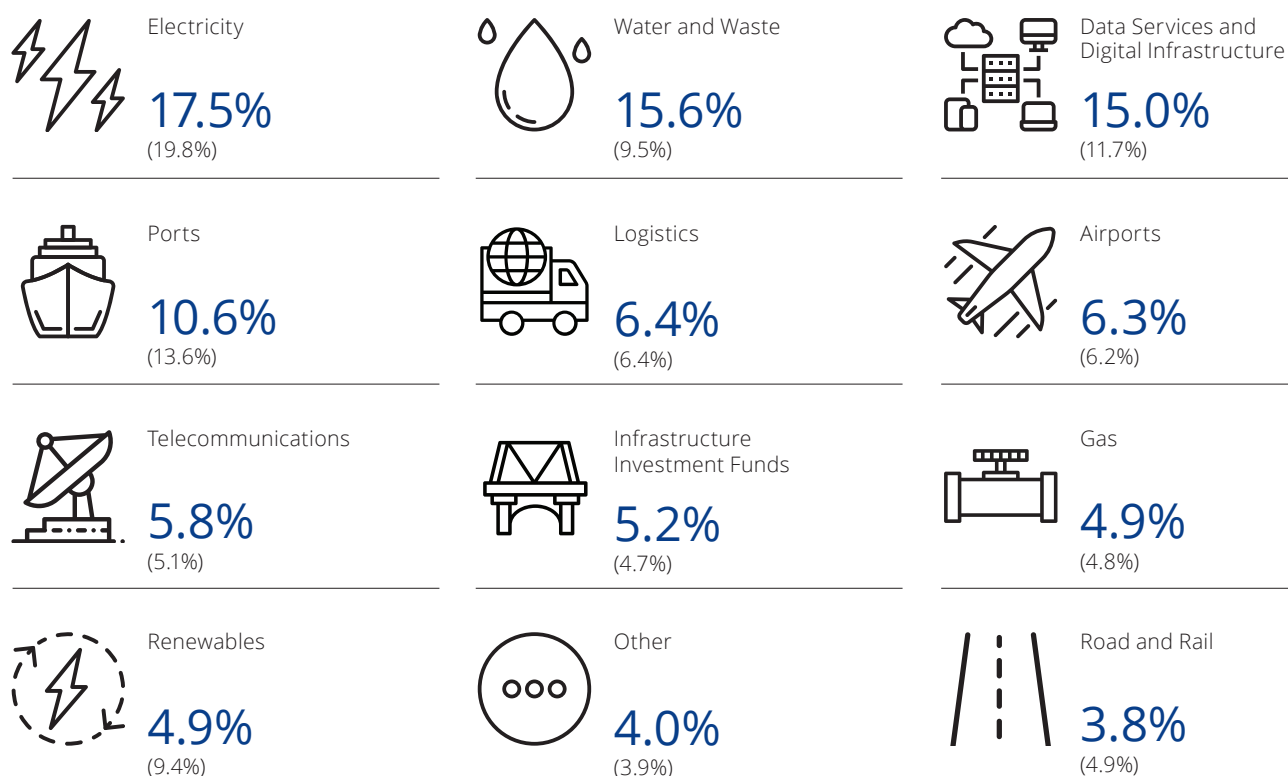 Electricity
17.5%
(19.8%)
Water and Waste
15.6%
(9.5%)
Data Services and
Digital Infrastructure
15.0%
(11.7%)
Ports
10.6%
(13.6%)
Logistics
6.4%
(6.4%)
Airports
6.3%
(6.2%)
Telecommunications
5.8%
(5.1%)
Infrastructure
Investment Funds
5.2%
(4.7%)
Gas
4.9%
(4.8%)
Renewables
4.9%
(9.4%)
Other
4.0%
(3.9%)
Road and Rail
3.8%
(4.9%)